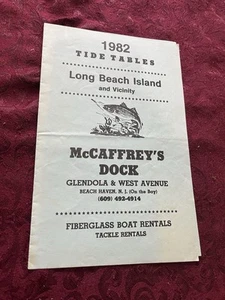 1982
TIDE TABLES
Long Beach Island
and Vicinity
McCAFFREY'S
DOCK
GLENDOLA & WEST AVENUE
BEACH HAVEN, N. J. (On the Bay)
(609) 492-4914
FIBERGLASS BOAT RENTALS
TACKLE RENTALS